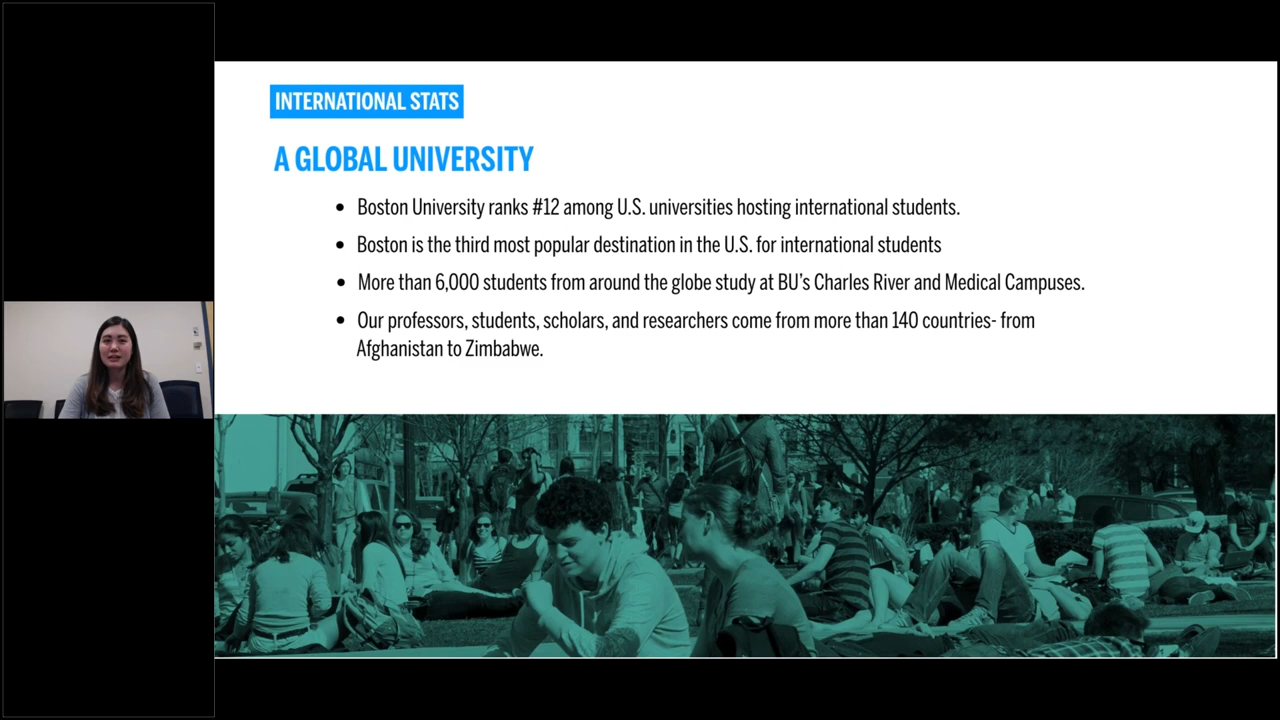 INTERNATIONAL STATS
A GLOBAL UNIVERSITY
• Boston University ranks #12 among U.S. universities hosting international students.
• Boston is the third most popular destination in the U.S. for international students
• More than 6,000 students from around the globe study at BU's Charles River and Medical Campuses.
• Our professors, students, scholars, and researchers come from more than 140 countries- from
Afghanistan to Zimbabwe.